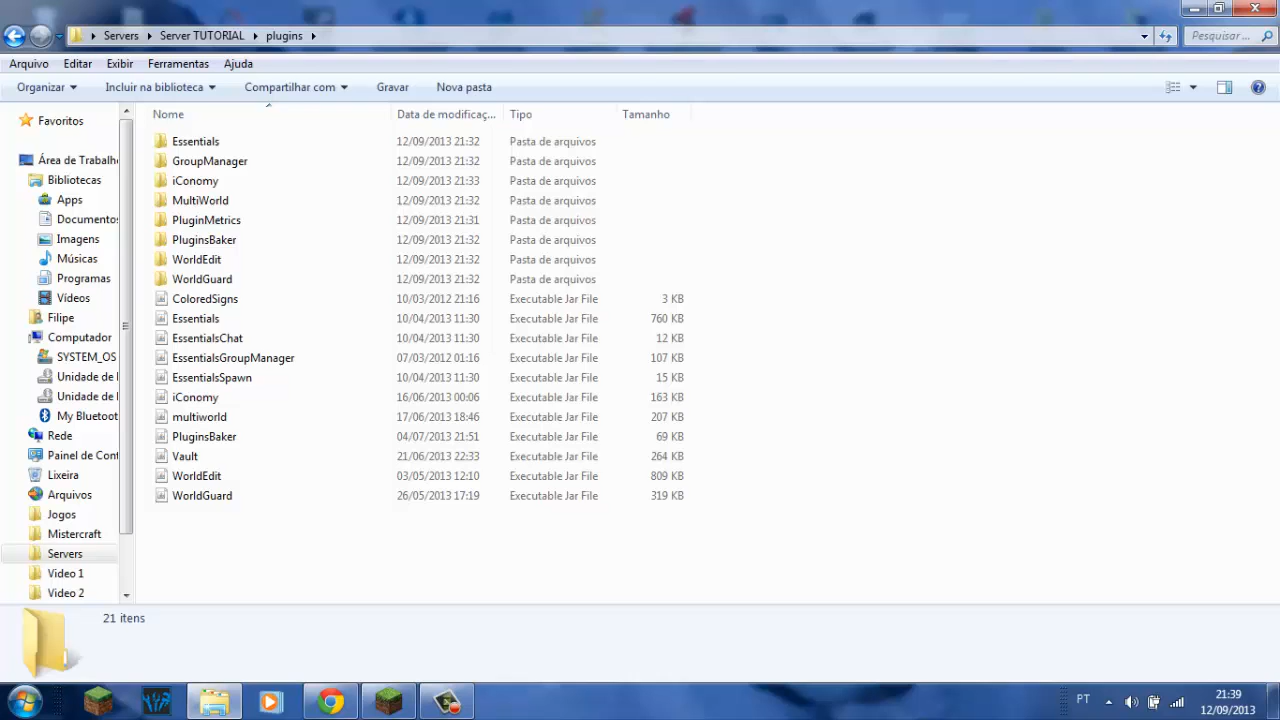 Servers Server TUTORIAL plugins Pesquisar...
Arquivo Editar Exibir Ferramentas Ajuda
Organizar Incluir na biblioteca Compartilhar com Gravar Nova pasta
Nome Data de modificaç... Tipo Tamanho
Favoritos
Área de Trabalh
Bibliotecas
Apps
Documentos
Imagens
Músicas
Programas
Vídeos
Filipe
Computador
SYSTEM_OS
Unidade de
Unidade de
My Bluetoot
Rede
Painel de Cont
Lixeira
Arquivos
Jogos
Mistercraft
Servers
Video 1
Video 2
Essentials 12/09/2013 21:32 Pasta de arquivos
GroupManager 12/09/2013 21:32 Pasta de arquivos
iConomy 12/09/2013 21:33 Pasta de arquivos
MultiWorld 12/09/2013 21:32 Pasta de arquivos
PluginMetrics 12/09/2013 21:31 Pasta de arquivos
PluginsBaker 12/09/2013 21:32 Pasta de arquivos
WorldEdit 12/09/2013 21:32 Pasta de arquivos
WorldGuard 12/09/2013 21:32 Pasta de arquivos
ColoredSigns 10/03/2012 21:16 Executable Jar File 3 KB
Essentials 10/04/2013 11:30 Executable Jar File 760 KB
EssentialsChat 10/04/2013 11:30 Executable Jar File 12 KB
EssentialsGroupManager 07/03/2012 01:16 Executable Jar File 107 KB
EssentialsSpawn 10/04/2013 11:30 Executable Jar File 15 KB
iConomy 16/06/2013 00:06 Executable Jar File 163 KB
multiworld 17/06/2013 18:46 Executable Jar File 207 KB
PluginsBaker 04/07/2013 21:51 Executable Jar File 69 KB
Vault 21/06/2013 22:33 Executable Jar File 264 KB
WorldEdit 03/05/2013 12:10 Executable Jar File 809 KB
WorldGuard 26/05/2013 17:19 Executable Jar File 319 KB
21 itens
PT
21:39
12/09/2013